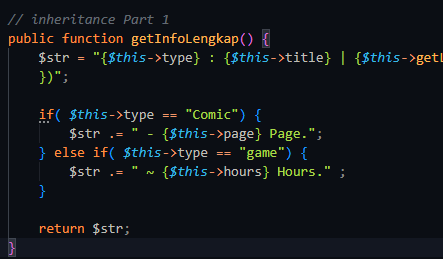 // inheritance Part 1
public function getInfoLengkap() {
$str = "{$this->type} : {$this->title} | {$this->getL
})";
if( $this->type == "Comic") {
$str .= " - {$this->page} Page.";
} else if( $this->type == "game") {
$str .= " ~ {$this->hours} Hours." ;
}
return $str;
}